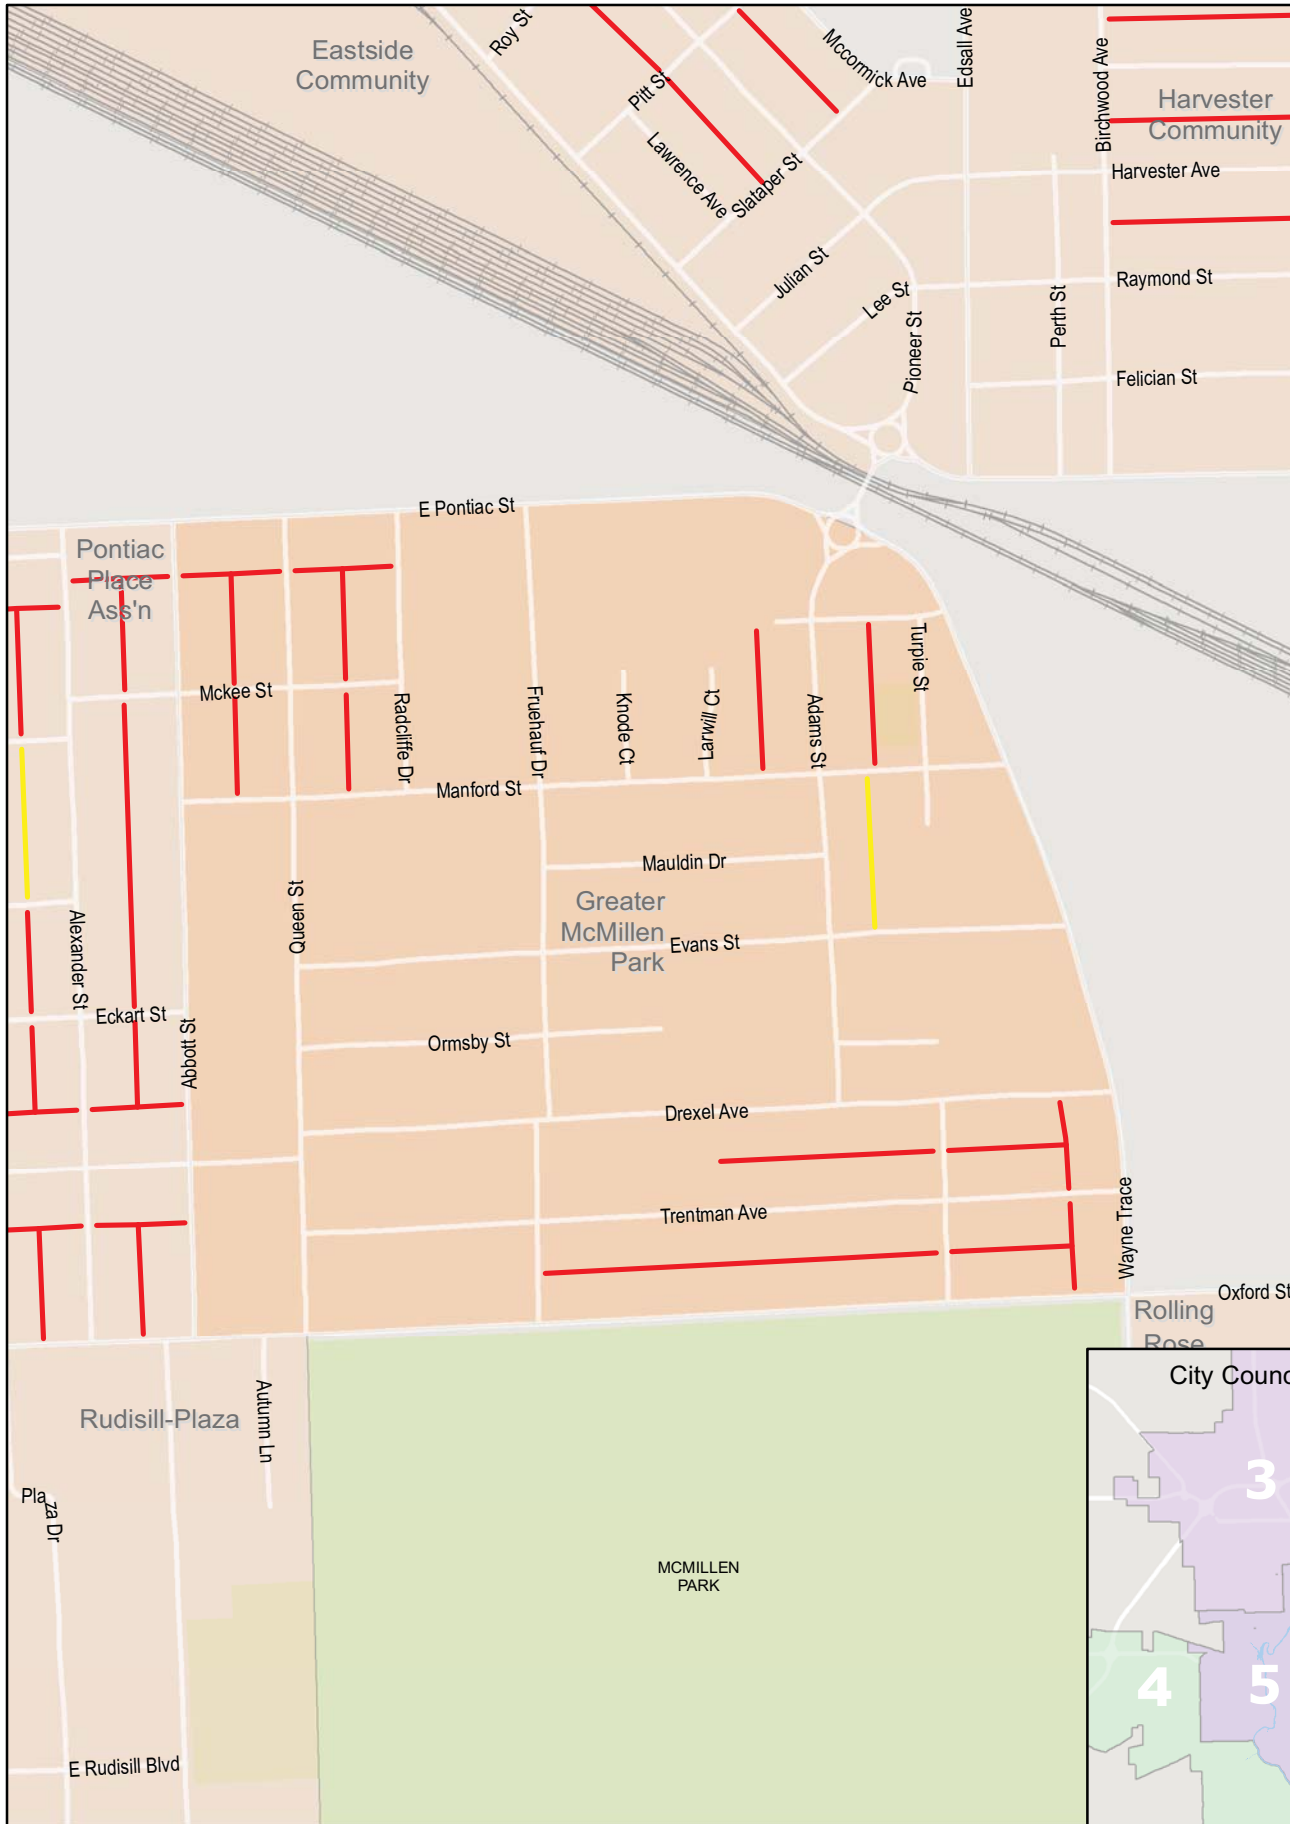 Roy St
Eastside
Community
Pitt St
Mccormick Ave
Edsall Ave
Birchwood Ave
Harvester
Community
Lawrence Ave
Slataper St
Harvester Ave
Julian St
Lee St
Raymond St
Perth St
Pioneer St
Felician St
E Pontiac St
Pontiac
Place
Ass'n
Turpie St
Mckee St
Radcliffe Dr
Fruehauf Dr
Knode Ct
Larwill Ct
Adams St
Manford St
Mauldin Dr
Queen St
Greater
McMillen
Park
Evans St
Alexander St
Eckart St
Abbott St
Ormsby St
Drexel Ave
Trentman Ave
Wayne Trace
Oxford St
Rolling
Rose
City Counc
Rudisill-Plaza
Autumn Ln
3
Plaza Dr
MCMILLEN
PARK
4
5
E Rudisill Blvd